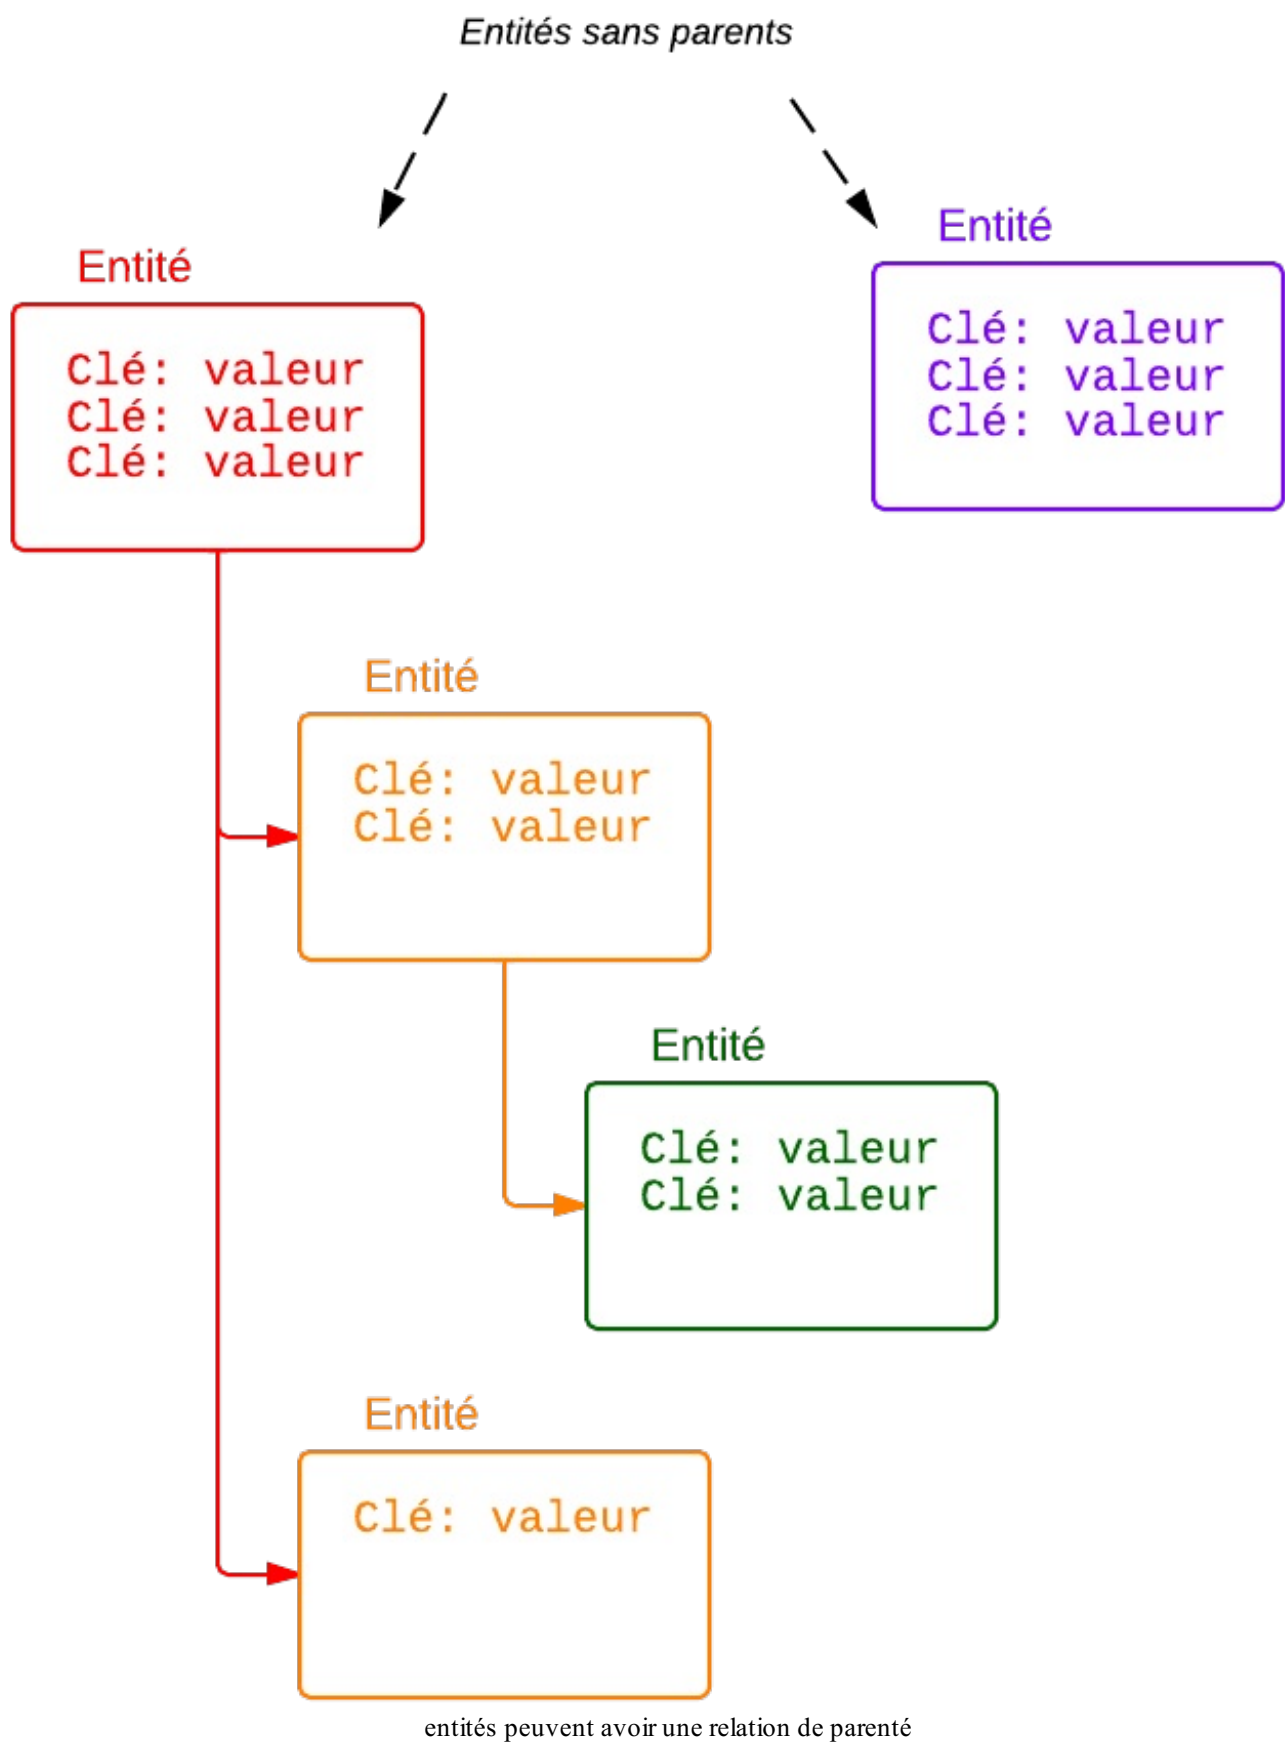 Entités sans parents
Entité
Clé: valeur
Clé: valeur
Clé: valeur
Entité
Clé: valeur
Clé: valeur
Clé: valeur
Entité
Clé: valeur
Clé: valeur
Entité
Clé: valeur
Clé: valeur
Entité
Clé: valeur
entités peuvent avoir une relation de parenté